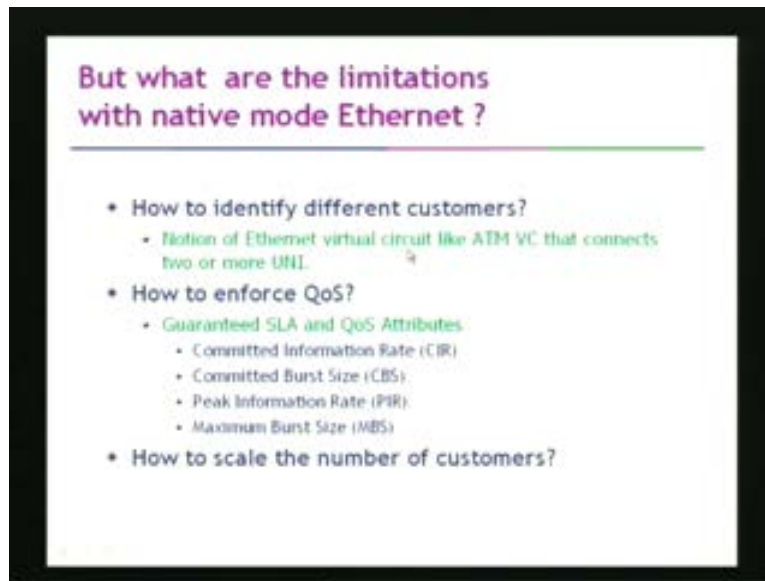 But what are the limitations
with native mode Ethernet ?
• How to identify different customers?
• Notion of Ethernet virtual circuit like ATM VC that connects
two or more UNI.
• How to enforce QoS?
• Guaranteed SLA and QoS Attributes
• Committed Information Rate (CIR)
• Committed Burst Size (CBS)
• Peak Information Rate (PIR)
• Maximum Burst Size (MBS)
• How to scale the number of customers?